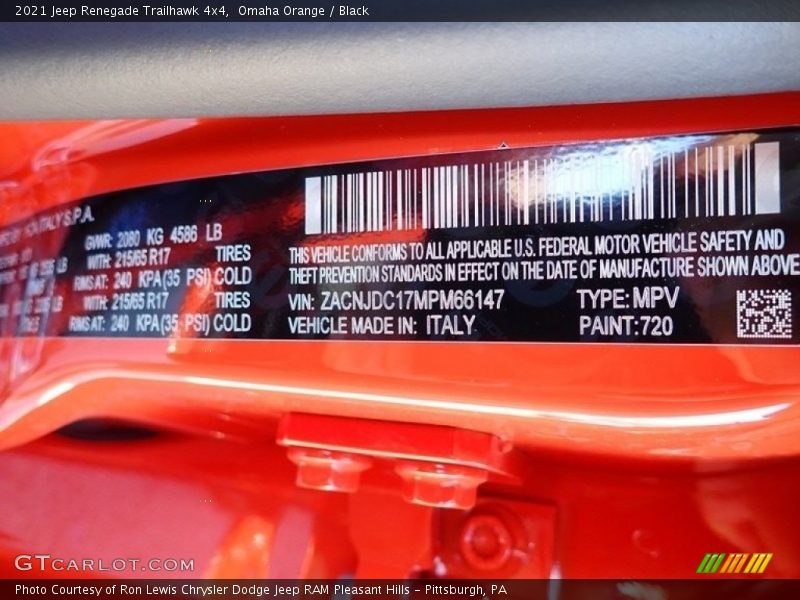 2021 Jeep Renegade Trailhawk 4x4, Omaha Orange / Black
ITALY S.P.A.
GWR: 2080 KG 4586 LB
WITH: 215/65 R17 TIRES
RMS AT: 240 KPA(35 PSI) COLD
WITH: 215/65 R17 TIRES
RMS AT: 240 KPA(35 PSI) COLD
THIS VEHICLE CONFORMS TO ALL APPLICABLE U.S. FEDERAL MOTOR VEHICLE SAFETY AND
THEFT PREVENTION STANDARDS IN EFFECT ON THE DATE OF MANUFACTURE SHOWN ABOVE
VIN: ZACNJDC17MPM66147 TYPE: MPV
VEHICLE MADE IN: ITALY PAINT:720
GTCARLOT.COM
Photo Courtesy of Ron Lewis Chrysler Dodge Jeep RAM Pleasant Hills - Pittsburgh, PA